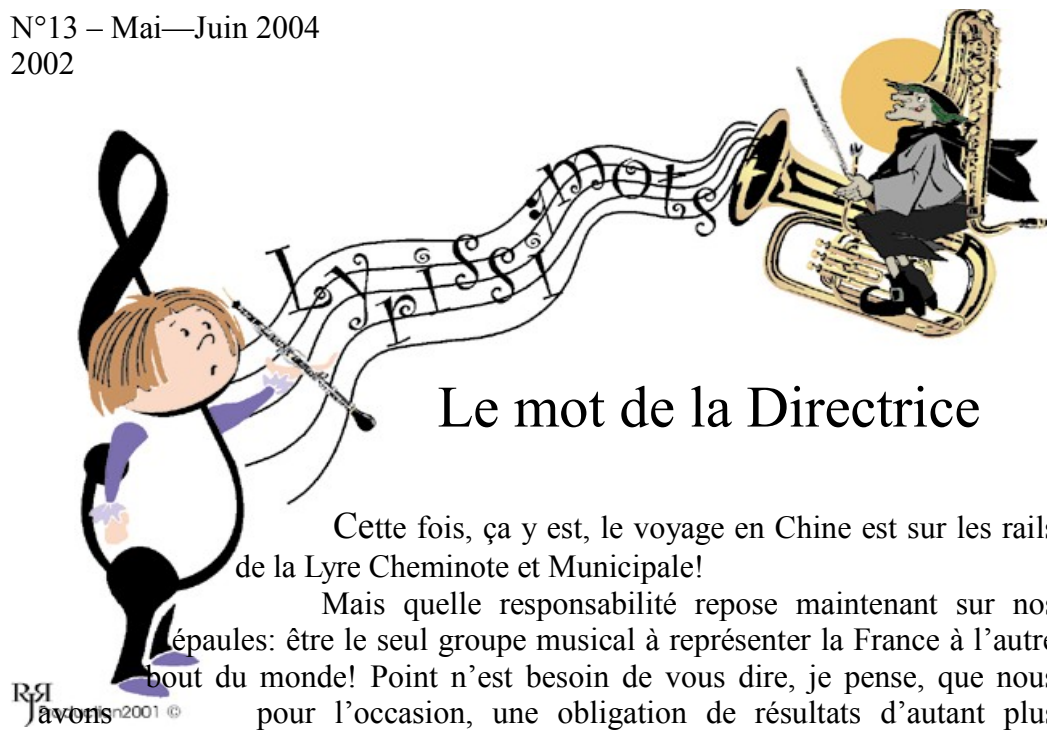 N°13 – Mai—Juin 2004
2002
Lyrissi
mots
Le mot de la Directrice
Cette fois, ça y est, le voyage en Chine est sur les rails
de la Lyre Cheminote et Municipale!
Mais quelle responsabilité repose maintenant sur nos
épaules: être le seul groupe musical à représenter la France à l’autre
bout du monde! Point n’est besoin de vous dire, je pense, que nous
avons pour l’occasion, une obligation de résultats d’autant plus
Production2001 ©